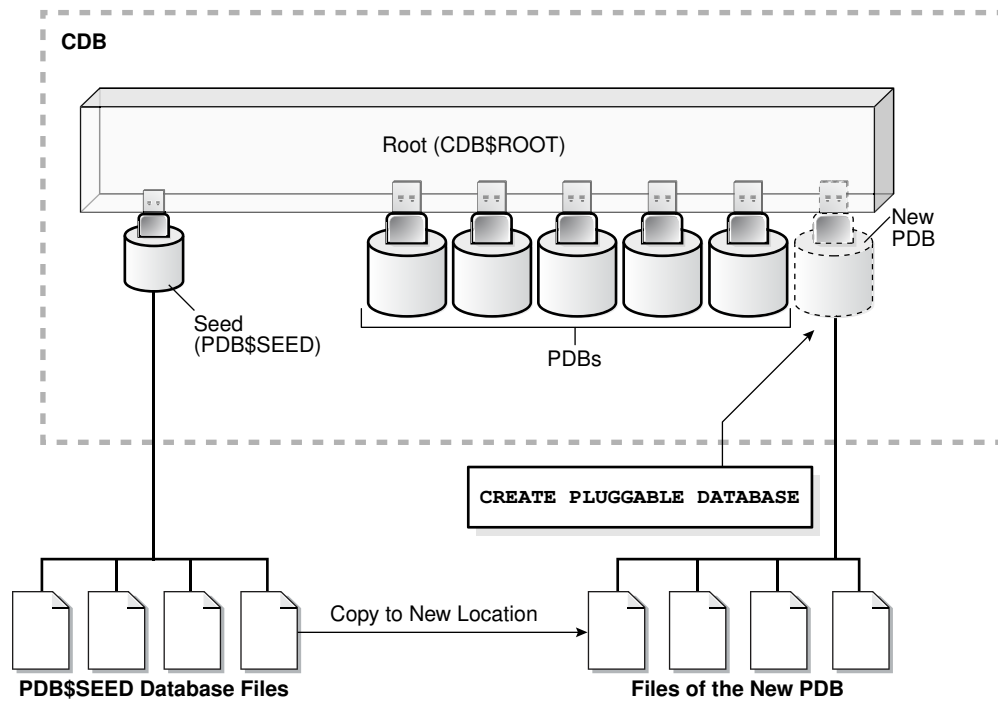 CDB
Root (CDB$ROOT)
New
PDB
Seed
(PDB$SEED)
PDBs
CREATE PLUGGABLE DATABASE
Copy to New Location
PDB$SEED Database Files
Files of the New PDB